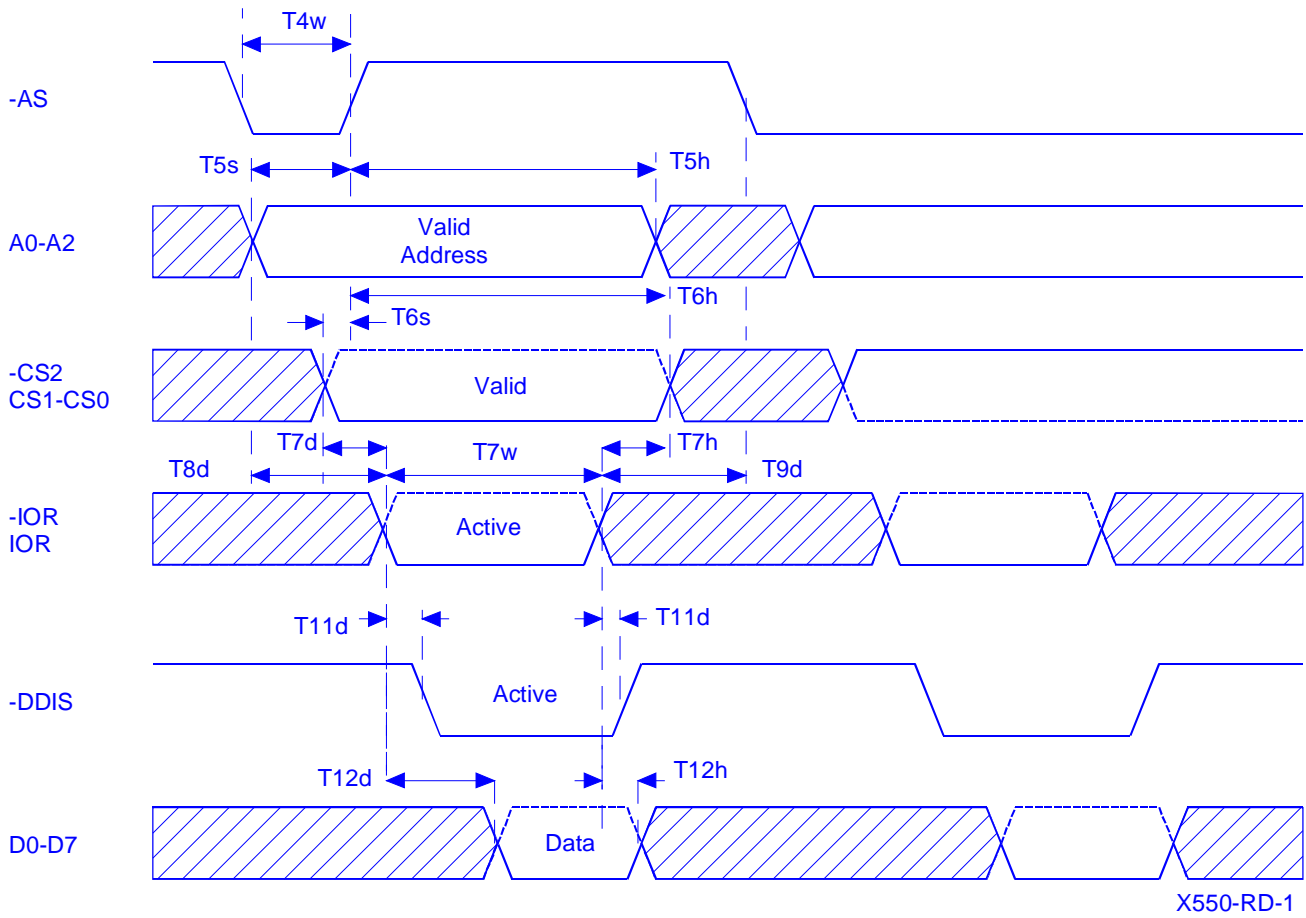 T4w
-AS
T5s
T5h
A0-A2
Valid
Address
T6h
T6s
-CS2
CS1-CS0
Valid
T7d
T7w
T7h
T8d
T9d
-IOR
IOR
Active
T11d
T11d
-DDIS
Active
T12d
T12h
D0-D7
Data
X550-RD-1